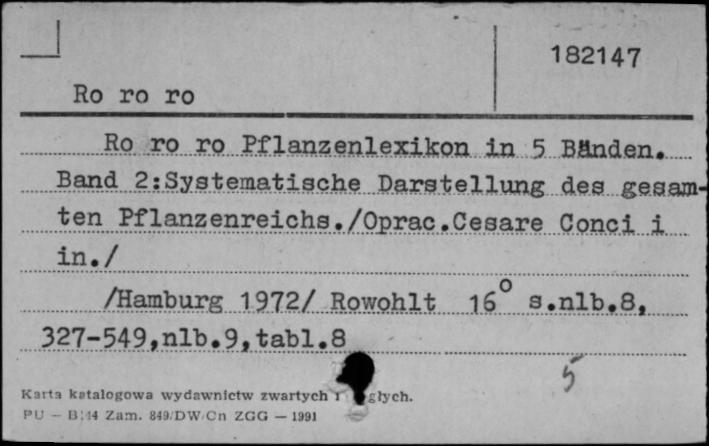 182147
Ro ro ro
Ro ro ro Pflanzenlexikon in 5 Bänden.
Band 2:Systematische Darstellung des gesam-
ten Pflanzenreichs./Oprac.Cesare Conci i
in./
/Hamburg 1972/ Rowohlt 16° s.nlb.8,
327-549,nlb.9,tabl.8
5
Karta katalogowa wydawnictw zwartych i głych.
PU — B144 Zam. 849/DW/Cn ZGG — 1991